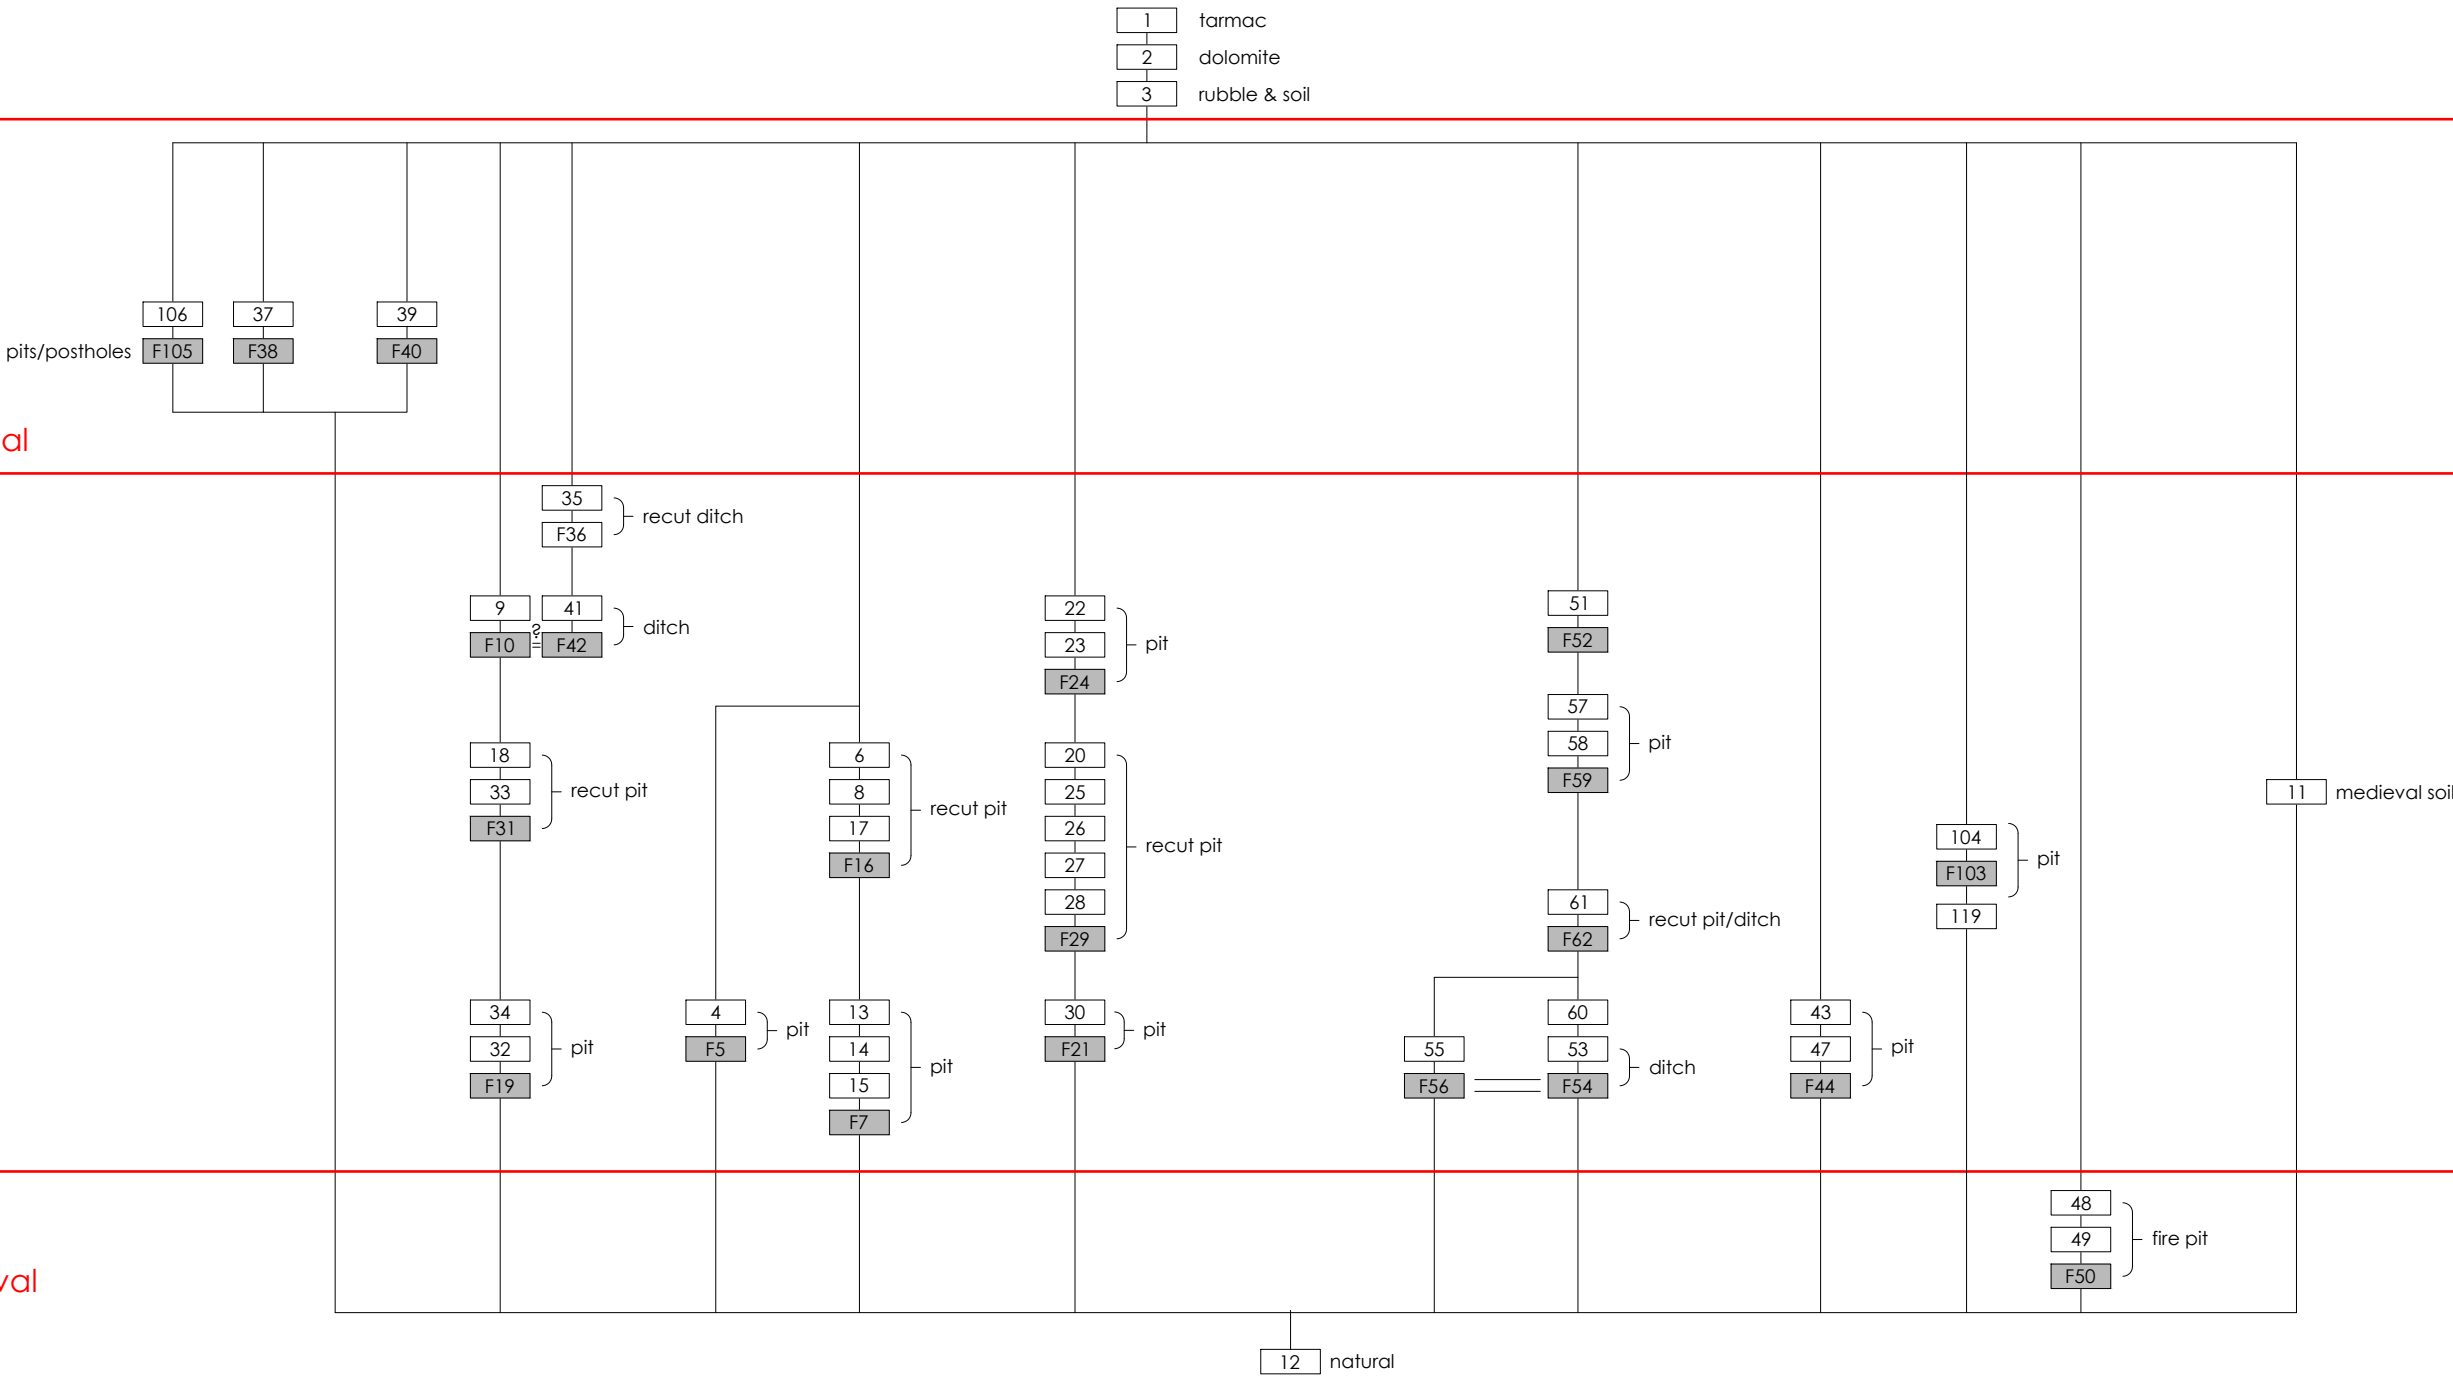 1 tarmac
2 dolomite
3 rubble & soil
106 37 39
pits/postholes F105 F38 F40
al
35
recut ditch
F36
9 41 22 51
ditch
F10 ?= F42 23 pit F52
F24
57
18 6 20 58 pit
33 recut pit 8 25 F59 11 medieval soil
recut pit
F31 17 26 104
recut pit pit
F16 27 F103
28 61 119
recut pit/ditch
F29 F62
34 4 13 30 60 43
pit pit
32 pit F5 14 F21 55 53 47 pit
pit ditch
F19 15 F56 F54 F44
F7
48
49 fire pit
F50
val
12 natural